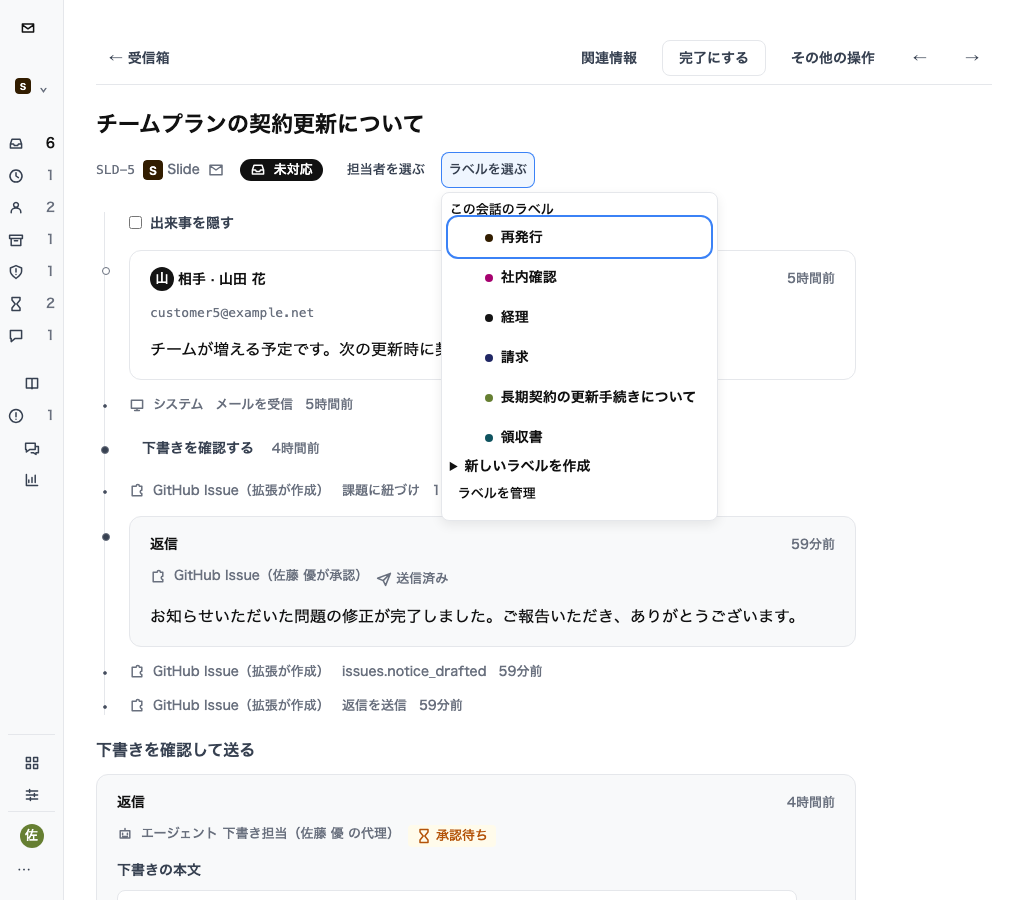 ← 受信箱
関連情報
完了にする
その他の操作
←
→
S
6
1
2
1
1
2
1
1
佐
…
チームプランの契約更新について
SLD-5 S Slide 未対応 担当者を選ぶ ラベルを選ぶ
この会話のラベル
再発行
社内確認
経理
請求
長期契約の更新手続きについて
領収書
▶ 新しいラベルを作成
ラベルを管理
出来事を隠す
山 相手 · 山田 花 5時間前
customer5@example.net
チームが増える予定です。次の更新時に
システム メールを受信 5時間前
下書きを確認する 4時間前
GitHub Issue（拡張が作成） 課題に紐づけ 1
返信 59分前
GitHub Issue（佐藤 優が承認） 送信済み
お知らせいただいた問題の修正が完了しました。ご報告いただき、ありがとうございます。
GitHub Issue（拡張が作成） issues.notice_drafted 59分前
GitHub Issue（拡張が作成） 返信を送信 59分前
下書きを確認して送る
返信 4時間前
エージェント 下書き担当（佐藤 優 の代理） 承認待ち
下書きの本文